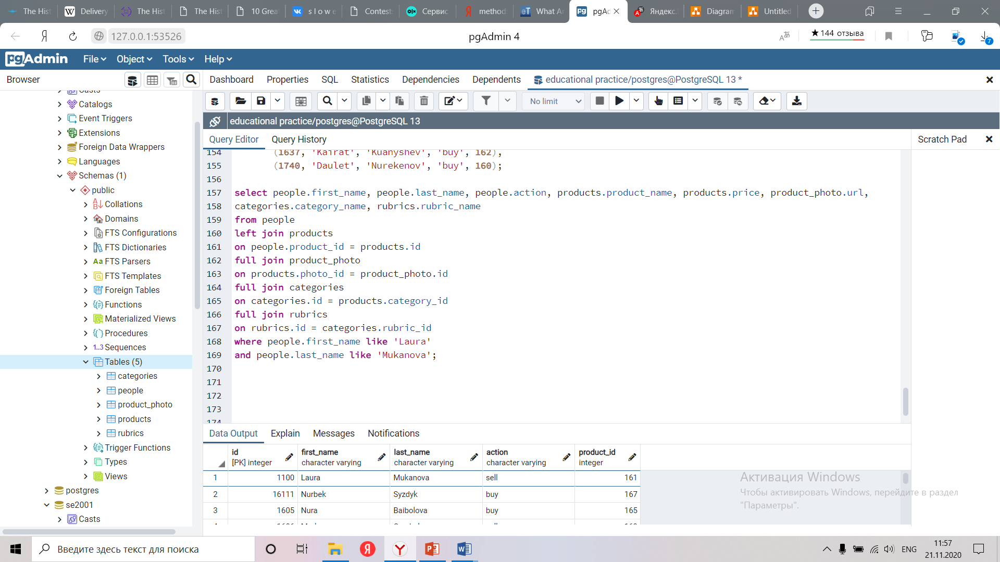 The Hist
Delivery
The Hist
The Hist
10 Grea
s l o w e
Contest
Сервис
method.
What Ar
pgAd
Яндекс.
Diagram
Untitled
127.0.0.1:53526
pgAdmin 4
★144 отзыва
7
pgAdmin
File
Object
Tools
Help
Browser
Dashboard
Properties
SQL
Statistics
Dependencies
Dependents
educational practice/postgres@PostgreSQL 13 *
No limit
educational practice/postgres@PostgreSQL 13
Query Editor
Query History
Scratch Pad
Casts
Catalogs
Event Triggers
Extensions
Foreign Data Wrappers
Languages
Schemas (1)
public
Collations
Domains
FTS Configurations
FTS Dictionaries
Aa FTS Parsers
FTS Templates
Foreign Tables
Functions
Materialized Views
Procedures
1..3 Sequences
Tables (5)
categories
people
product_photo
products
rubrics
Trigger Functions
Types
Views
postgres
se2001
Casts
154 (1637, 'Kairat', 'Kuanyshev', 'buy', 162),
155 (1740, 'Daulet', 'Nurekenov', 'buy', 160);
156
157 select people.first_name, people.last_name, people.action, products.product_name, products.price, product_photo.url,
158 categories.category_name, rubrics.rubric_name
159 from people
160 left join products
161 on people.product_id = products.id
162 full join product_photo
163 on products.photo_id = product_photo.id
164 full join categories
165 on categories.id = products.category_id
166 full join rubrics
167 on rubrics.id = categories.rubric_id
168 where people.first_name like 'Laura'
169 and people.last_name like 'Mukanova';
170
171
172
173
174
Data Output
Explain
Messages
Notifications
id first_name last_name action product_id
[PK] integer character varying character varying character varying integer
1 1100 Laura Mukanova sell 161
2 16111 Nurbek Syzdyk buy 167
3 1605 Nura Baibolova buy 165
Активация Windows
Чтобы активировать Windows, перейдите в раздел
"Параметры".
Введите здесь текст для поиска
ENG
11:57
21.11.2020